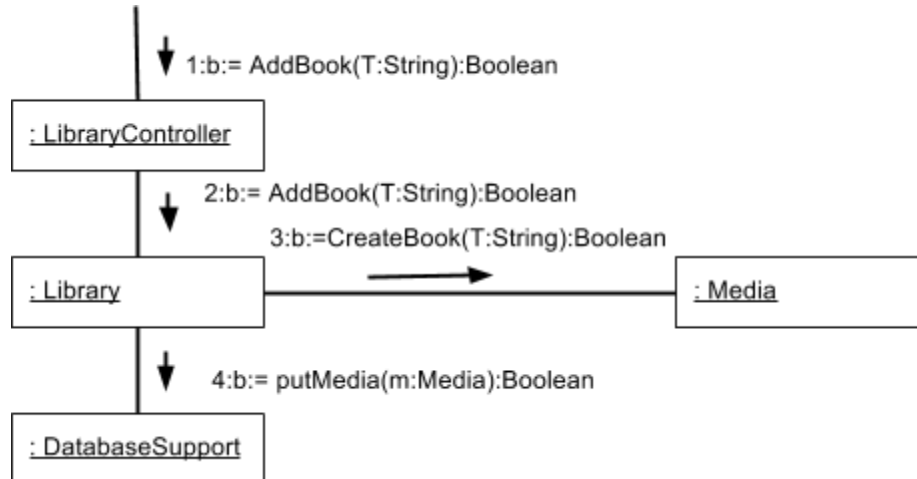 1:b:= AddBook(T:String):Boolean
: LibraryController
2:b:= AddBook(T:String):Boolean
3:b:=CreateBook(T:String):Boolean
: Library
: Media
4:b:= putMedia(m:Media):Boolean
: DatabaseSupport